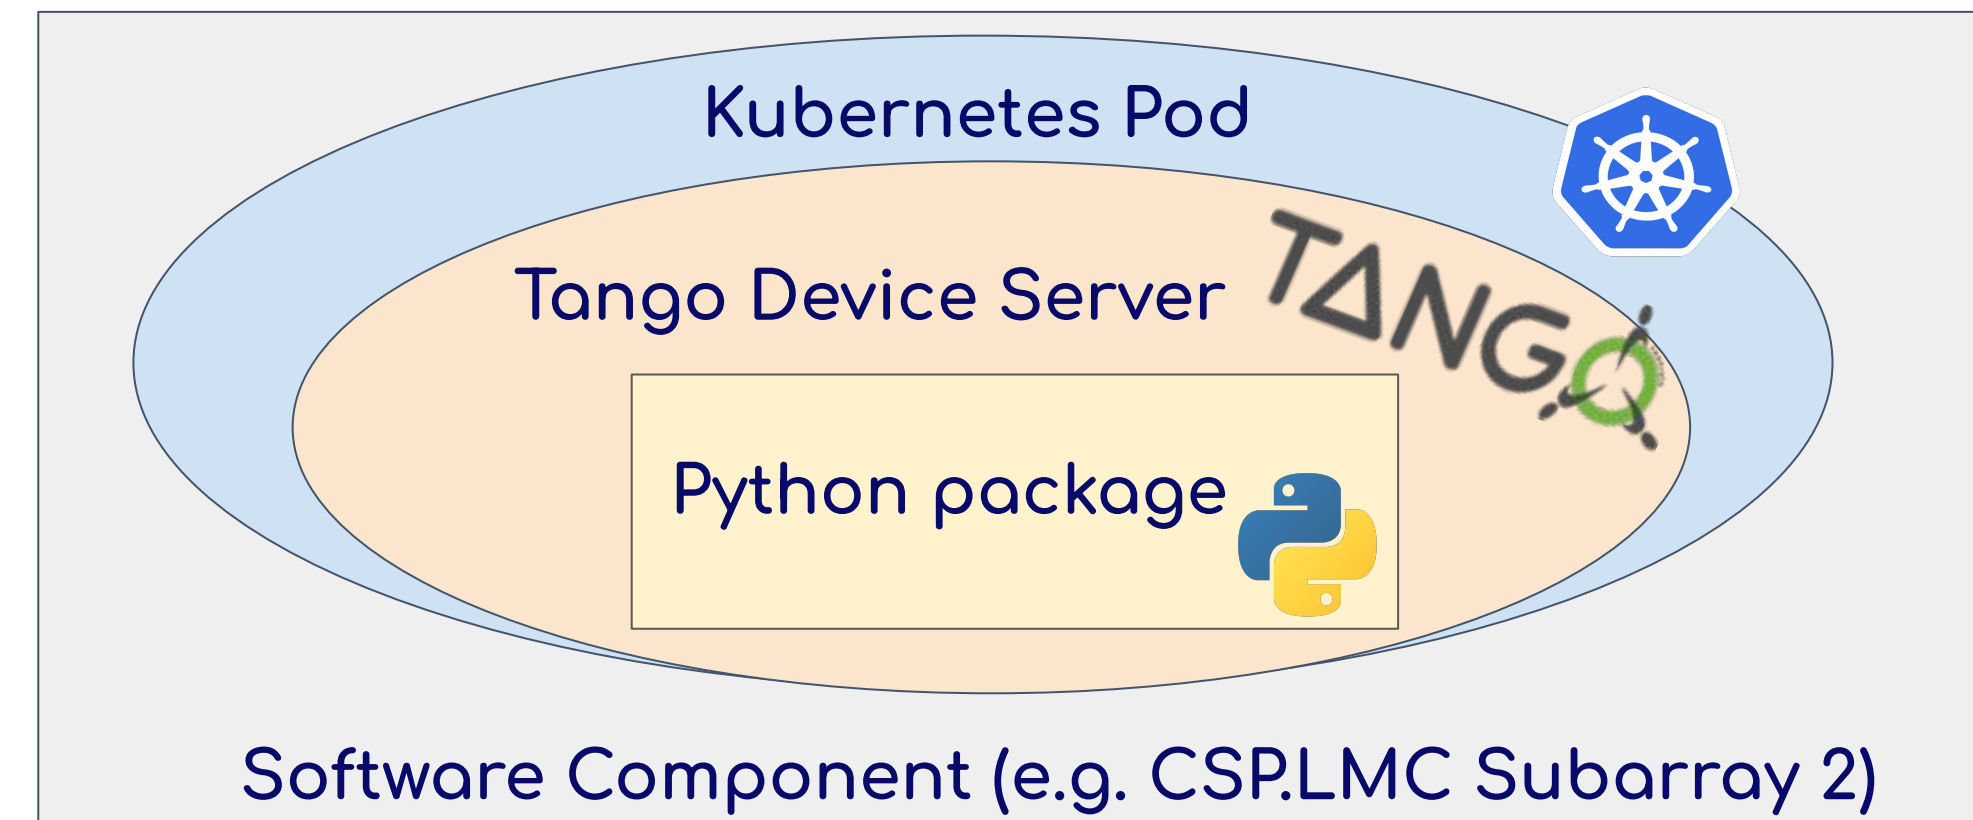 Kubernetes Pod
Tango Device Server
TANGO
Python package
Software Component (e.g. CSP.LMC Subarray 2)